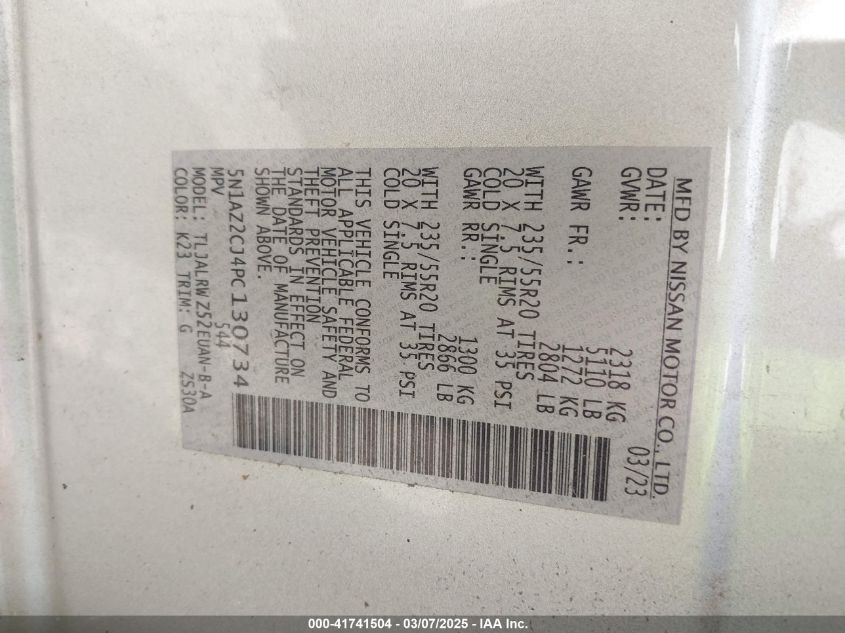 MFD BY NISSAN MOTOR CO., LTD.
DATE: 03/23
GVWR: 2318 KG
5110 LB
GAWR FR.: 1272 KG
2804 LB
WITH 235/55R20 TIRES
20 X 7.5 RIMS AT 35 PSI
COLD SINGLE
GAWR RR.: 1300 KG
2866 LB
WITH 235/55R20 TIRES
20 X 7.5 RIMS AT 35 PSI
COLD SINGLE
THIS VEHICLE CONFORMS TO
ALL APPLICABLE FEDERAL
MOTOR VEHICLE SAFETY AND
THEFT PREVENTION
STANDARDS IN EFFECT ON
THE DATE OF MANUFACTURE
SHOWN ABOVE.
5N1AZ2CJ4PC130734
MPV 544
MODEL: TLJALRWZ52EUAN-B-A
COLOR: K23 TRIM: G ZS30A
000-41741504 - 03/07/2025 - IAA Inc.